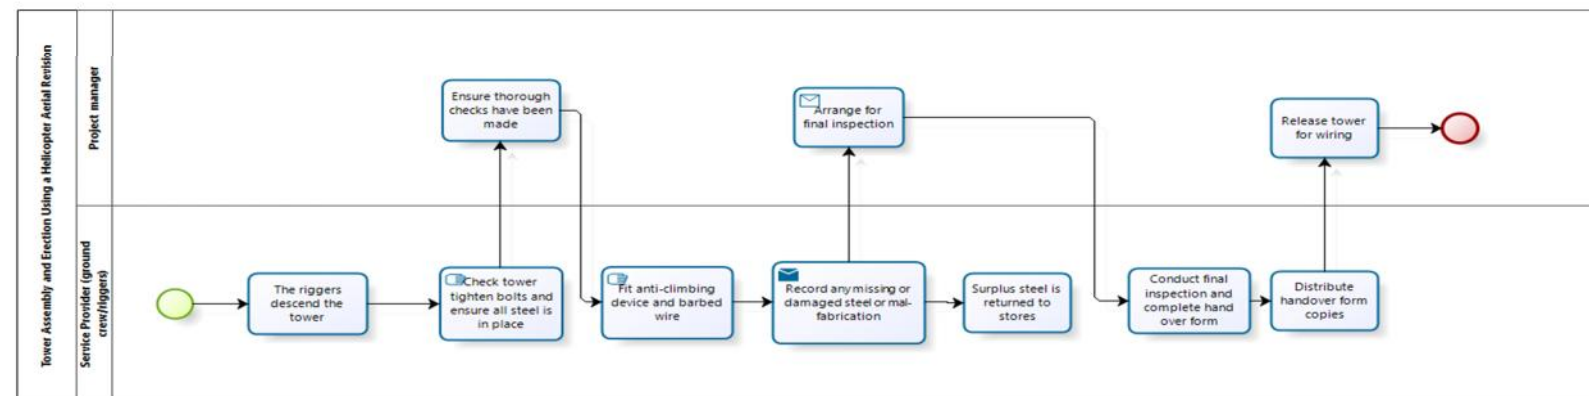 Tower Assembly and Erection Using a Helicopter Aerial Revision
Project manager
Ensure thorough
checks have been
made
Arrange for
final inspection
Release tower
for wiring
Service Provider (ground
crew/riggers)
The riggers
descend the
tower
Check tower
tighten bolts and
ensure all steel is
in place
Fit anti-climbing
device and barbed
wire
Record any missing or
damaged steel or mal-
fabrication
Surplus steel is
returned to
stores
Conduct final
inspection and
complete hand
over form
Distribute
handover form
copies